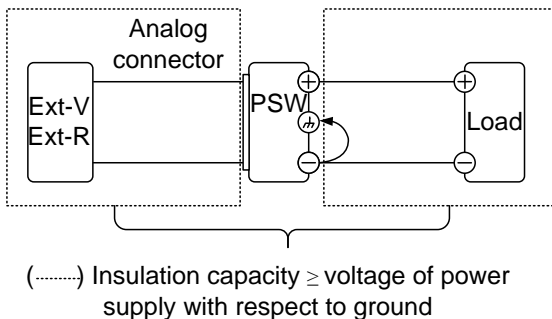 Analog
connector
Ext-V
Ext-R
PSW
+
+
Load
−
−
(---------) Insulation capacity ≥ voltage of power
supply with respect to ground